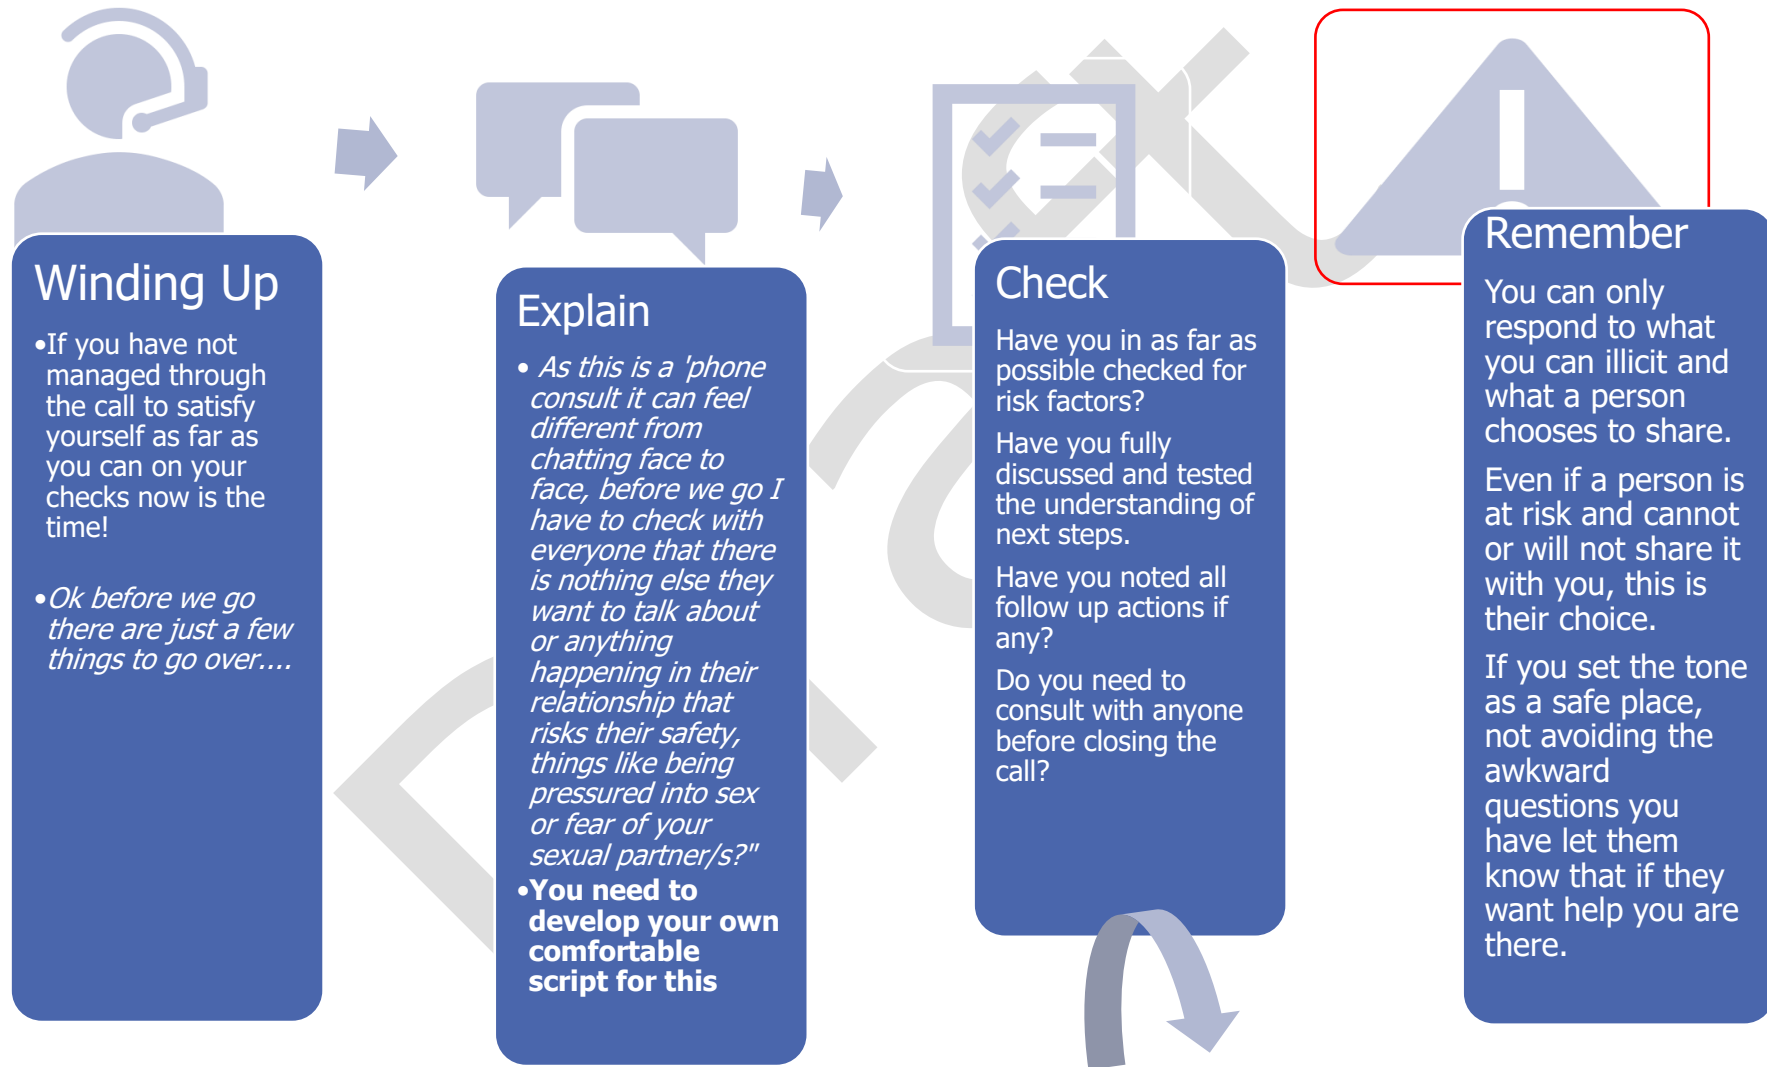 Winding Up
•If you have not
managed through
the call to satisfy
yourself as far as
you can on your
checks now is the
time!
•Ok before we go
there are just a few
things to go over....
Explain
• As this is a 'phone
consult it can feel
different from
chatting face to
face, before we go I
have to check with
everyone that there
is nothing else they
want to talk about
or anything
happening in their
relationship that
risks their safety,
things like being
pressured into sex
or fear of your
sexual partner/s?"
•You need to
develop your own
comfortable
script for this
Check
Have you in as far as
possible checked for
risk factors?
Have you fully
discussed and tested
the understanding of
next steps.
Have you noted all
follow up actions if
any?
Do you need to
consult with anyone
before closing the
call?
Remember
You can only
respond to what
you can illicit and
what a person
chooses to share.
Even if a person is
at risk and cannot
or will not share it
with you, this is
their choice.
If you set the tone
as a safe place,
not avoiding the
awkward
questions you
have let them
know that if they
want help you are
there.